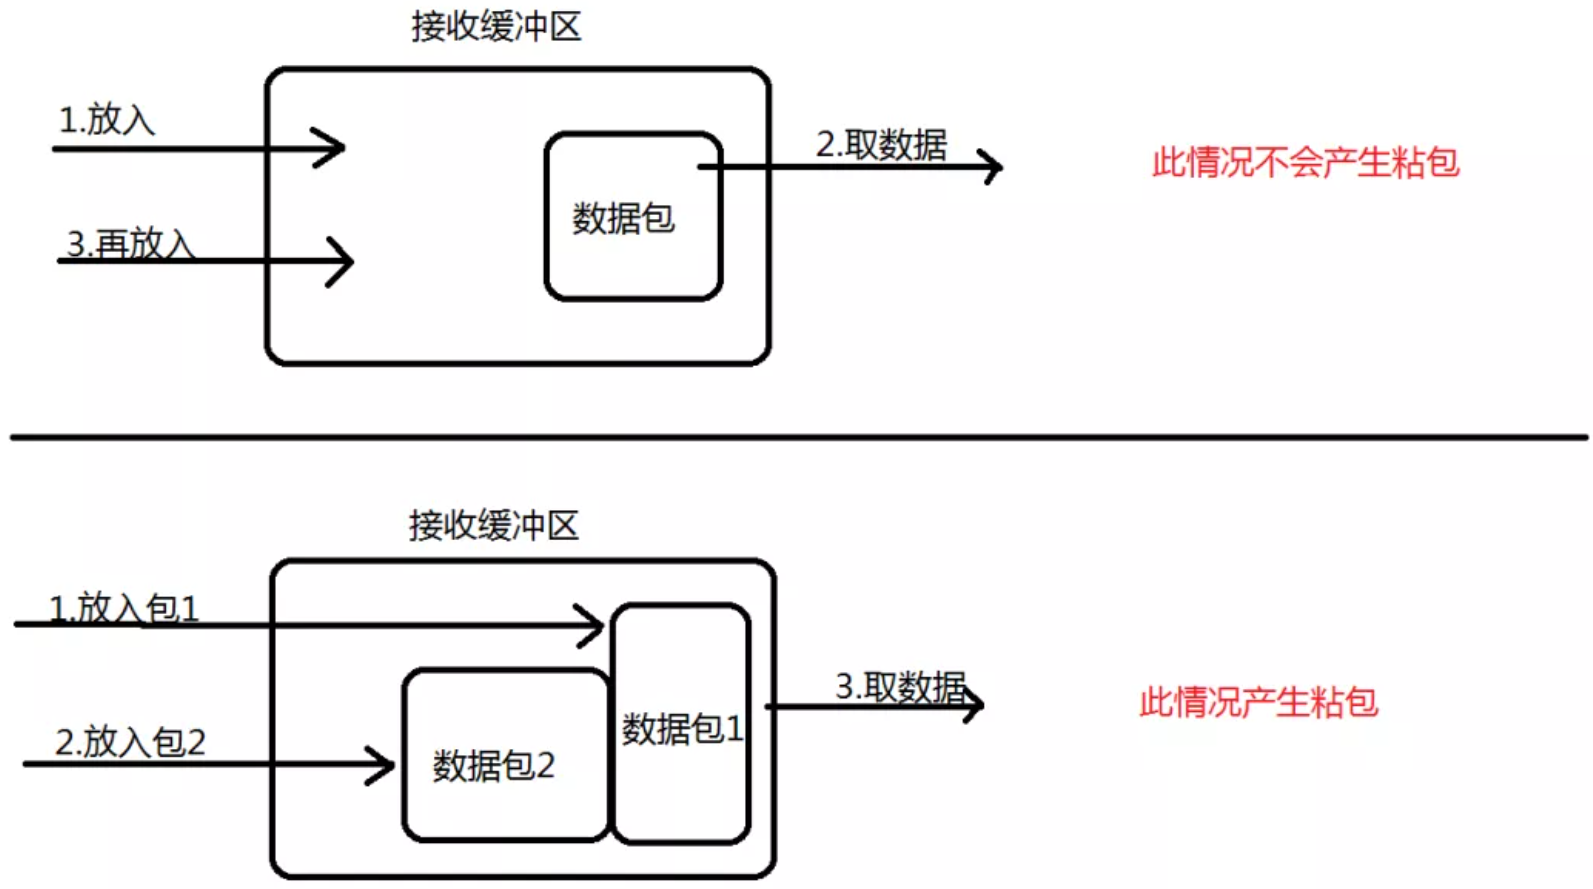 接收缓冲区
1.放入
2.取数据
此情况不会产生粘包
数据包
3.再放入
接收缓冲区
1.放入包1
3.取数据
此情况产生粘包
数据包1
2.放入包2
数据包2